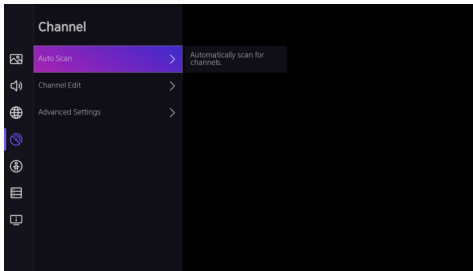 Channel
Auto Scan
Automatically scan for
channels.
Channel Edit
Advanced Settings